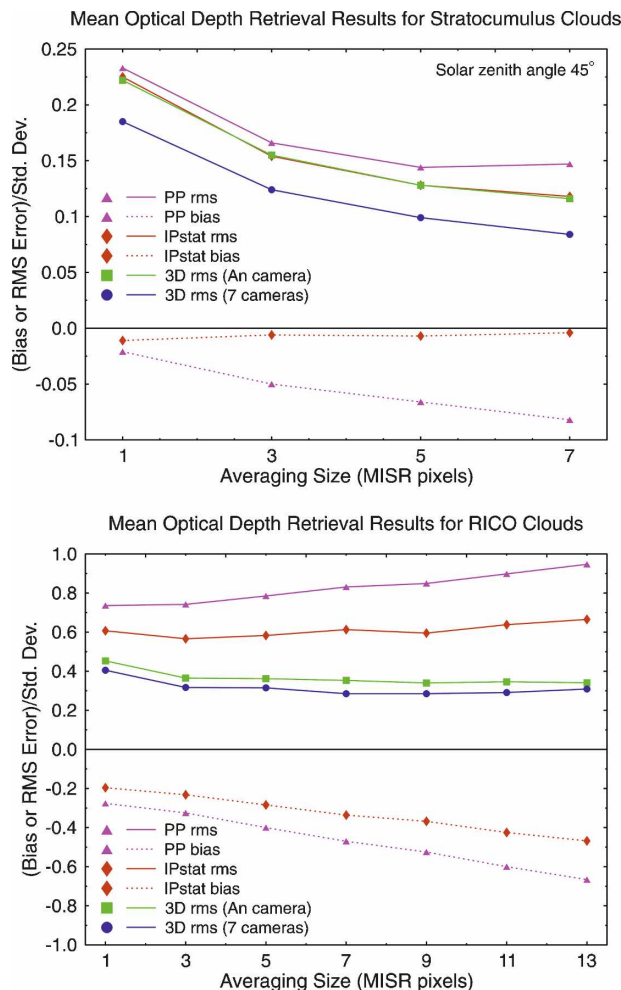 Mean Optical Depth Retrieval Results for Stratocumulus Clouds
Solar zenith angle 45°
(Bias or RMS Error)/Std. Dev.
0.25
0.20
0.15
0.1
0.05
0.0
-0.05
-0.1
PP rms
PP bias
IPstat rms
IPstat bias
3D rms (An camera)
3D rms (7 cameras)
1 3 5 7
Averaging Size (MISR pixels)
Mean Optical Depth Retrieval Results for RICO Clouds
(Bias or RMS Error)/Std. Dev.
1.0
0.8
0.6
0.4
0.2
0.0
-0.2
-0.4
-0.6
-0.8
-1.0
PP rms
PP bias
IPstat rms
IPstat bias
3D rms (An camera)
3D rms (7 cameras)
1 3 5 7 9 11 13
Averaging Size (MISR pixels)